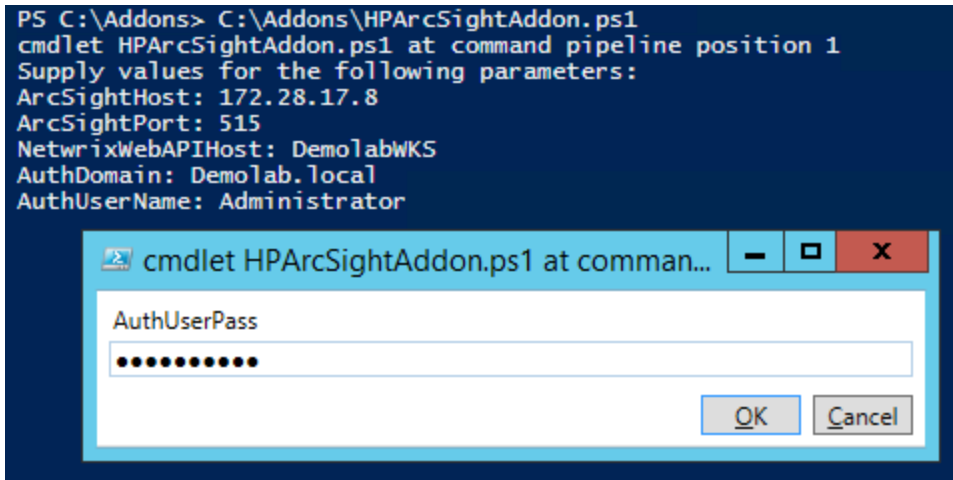 PS C:\Addons> C:\Addons\HPArcSightAddon.ps1
cmdlet HPArcSightAddon.ps1 at command pipeline position 1
Supply values for the following parameters:
ArcSightHost: 172.28.17.8
ArcSightPort: 515
NetwrixWebAPIHost: DemolabWKS
AuthDomain: Demolab.local
AuthUserName: Administrator
cmdlet HPArcSightAddon.ps1 at comman...
AuthUserPass
●●●●●●●●●●
OK Cancel